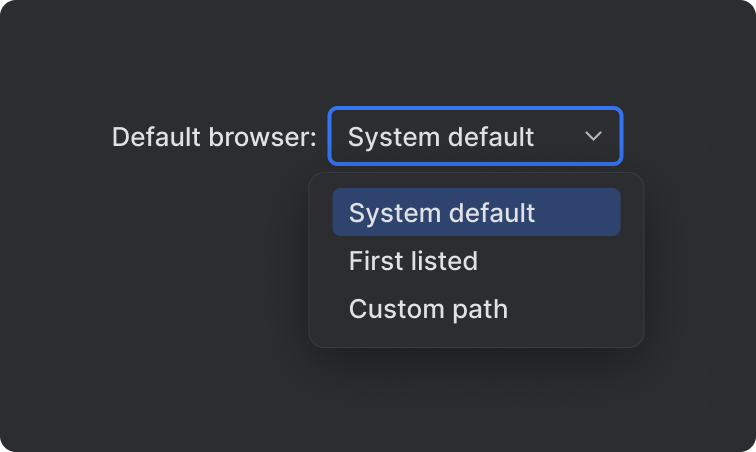 Default browser: System default
System default
First listed
Custom path